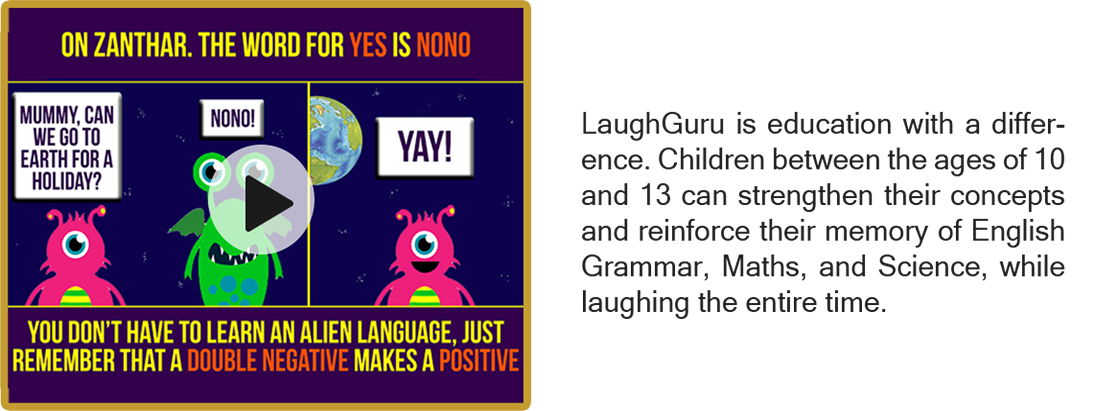 ON ZANTHAR. THE WORD FOR YES IS NONO
MUMMY, CAN
WE GO TO
EARTH FOR A
HOLIDAY?
NONO!
YAY!
YOU DON'T HAVE TO LEARN AN ALIEN LANGUAGE, JUST
REMEMBER THAT A DOUBLE NEGATIVE MAKES A POSITIVE
LaughGuru is education with a differ-
ence. Children between the ages of 10
and 13 can strengthen their concepts
and reinforce their memory of English
Grammar, Maths, and Science, while
laughing the entire time.